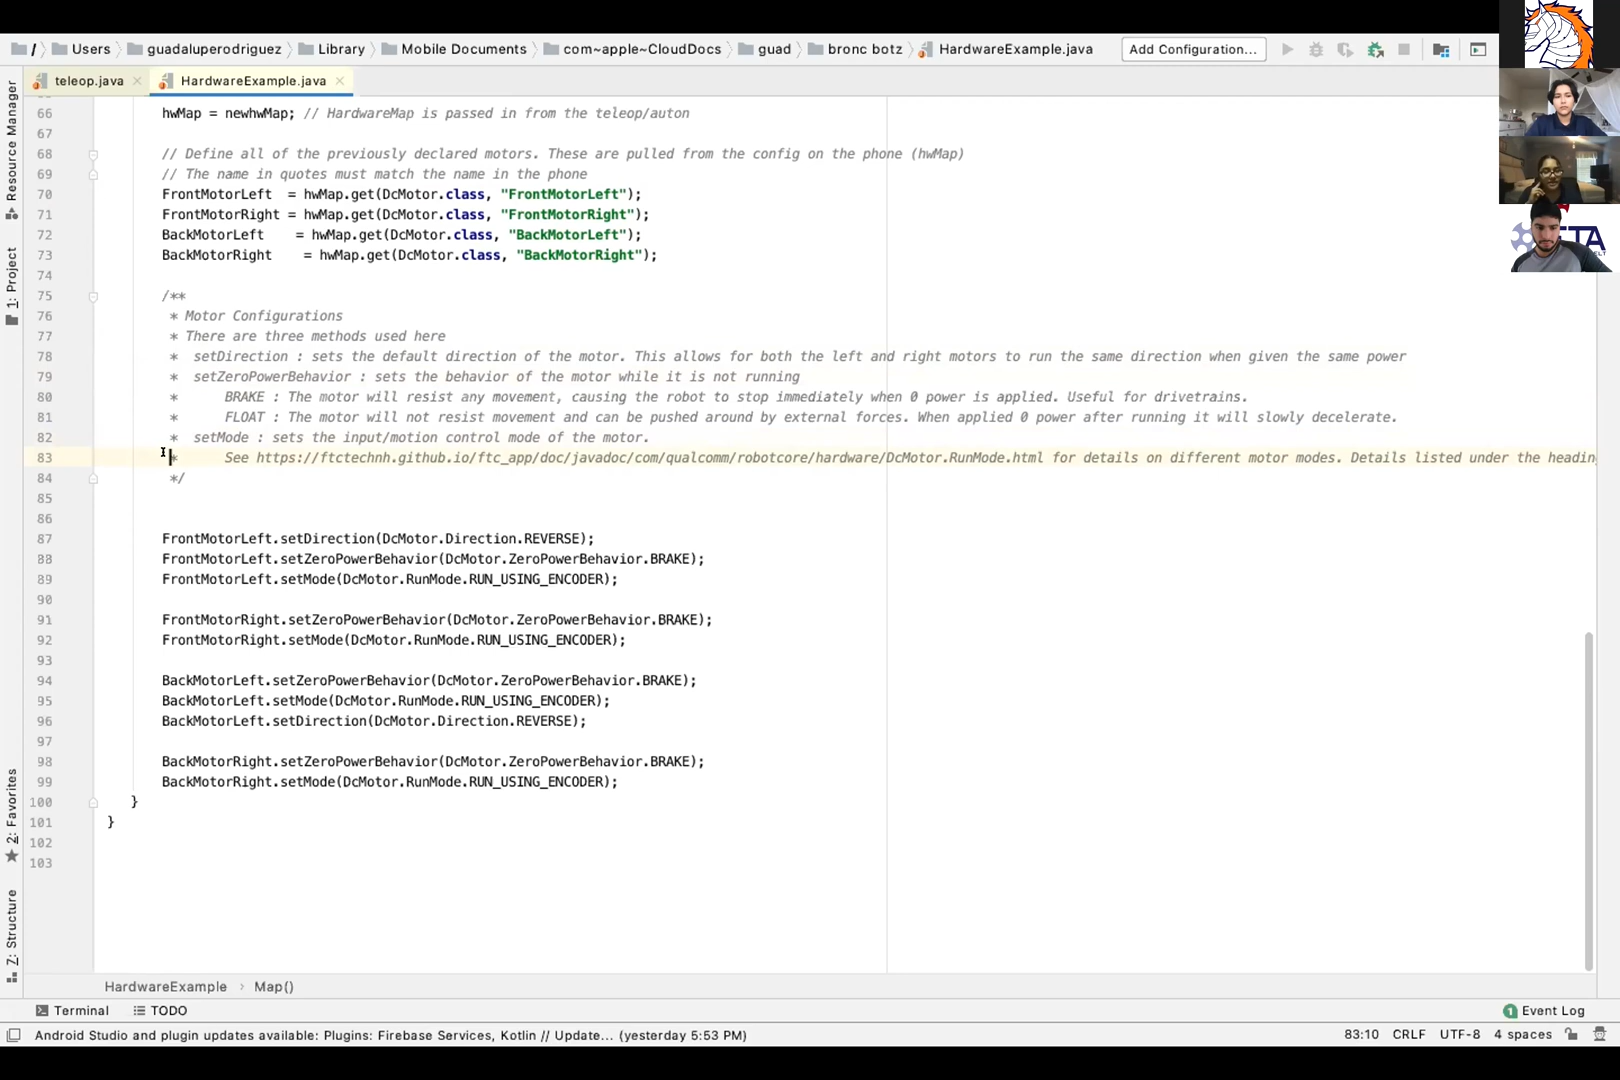 / Users guadaluperodriguez Library Mobile Documents com~apple~CloudDocs guad bronc botz HardwareExample.java Add Configuration...
teleop.java HardwareExample.java
Resource Manager
1: Project
2: Favorites
Z: Structure
66 hwMap = newhwMap; // HardwareMap is passed in from the teleop/auton
67
68 // Define all of the previously declared motors. These are pulled from the config on the phone (hwMap)
69 // The name in quotes must match the name in the phone
70 FrontMotorLeft = hwMap.get(DcMotor.class, "FrontMotorLeft");
71 FrontMotorRight = hwMap.get(DcMotor.class, "FrontMotorRight");
72 BackMotorLeft = hwMap.get(DcMotor.class, "BackMotorLeft");
73 BackMotorRight = hwMap.get(DcMotor.class, "BackMotorRight");
74
75 /**
76 * Motor Configurations
77 * There are three methods used here
78 * setDirection : sets the default direction of the motor. This allows for both the left and right motors to run the same direction when given the same power
79 * setZeroPowerBehavior : sets the behavior of the motor while it is not running
80 * BRAKE : The motor will resist any movement, causing the robot to stop immediately when 0 power is applied. Useful for drivetrains.
81 * FLOAT : The motor will not resist movement and can be pushed around by external forces. When applied 0 power after running it will slowly decelerate.
82 * setMode : sets the input/motion control mode of the motor.
83 * See https://ftctechnh.github.io/ftc_app/doc/javadoc/com/qualcomm/robotcore/hardware/DcMotor.RunMode.html for details on different motor modes. Details listed under the headin
84 */
85
86
87 FrontMotorLeft.setDirection(DcMotor.Direction.REVERSE);
88 FrontMotorLeft.setZeroPowerBehavior(DcMotor.ZeroPowerBehavior.BRAKE);
89 FrontMotorLeft.setMode(DcMotor.RunMode.RUN_USING_ENCODER);
90
91 FrontMotorRight.setZeroPowerBehavior(DcMotor.ZeroPowerBehavior.BRAKE);
92 FrontMotorRight.setMode(DcMotor.RunMode.RUN_USING_ENCODER);
93
94 BackMotorLeft.setZeroPowerBehavior(DcMotor.ZeroPowerBehavior.BRAKE);
95 BackMotorLeft.setMode(DcMotor.RunMode.RUN_USING_ENCODER);
96 BackMotorLeft.setDirection(DcMotor.Direction.REVERSE);
97
98 BackMotorRight.setZeroPowerBehavior(DcMotor.ZeroPowerBehavior.BRAKE);
99 BackMotorRight.setMode(DcMotor.RunMode.RUN_USING_ENCODER);
100 }
101 }
102
103
HardwareExample › Map()
Terminal TODO 1 Event Log
Android Studio and plugin updates available: Plugins: Firebase Services, Kotlin // Update... (yesterday 5:53 PM) 83:10 CRLF UTF-8 4 spaces